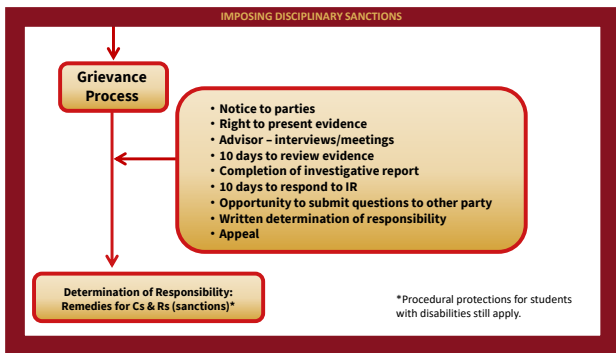 IMPOSING DISCIPLINARY SANCTIONS
Grievance
Process
• Notice to parties
• Right to present evidence
• Advisor – interviews/meetings
• 10 days to review evidence
• Completion of investigative report
• 10 days to respond to IR
• Opportunity to submit questions to other party
• Written determination of responsibility
• Appeal
Determination of Responsibility:
Remedies for Cs & Rs (sanctions)*
*Procedural protections for students
with disabilities still apply.